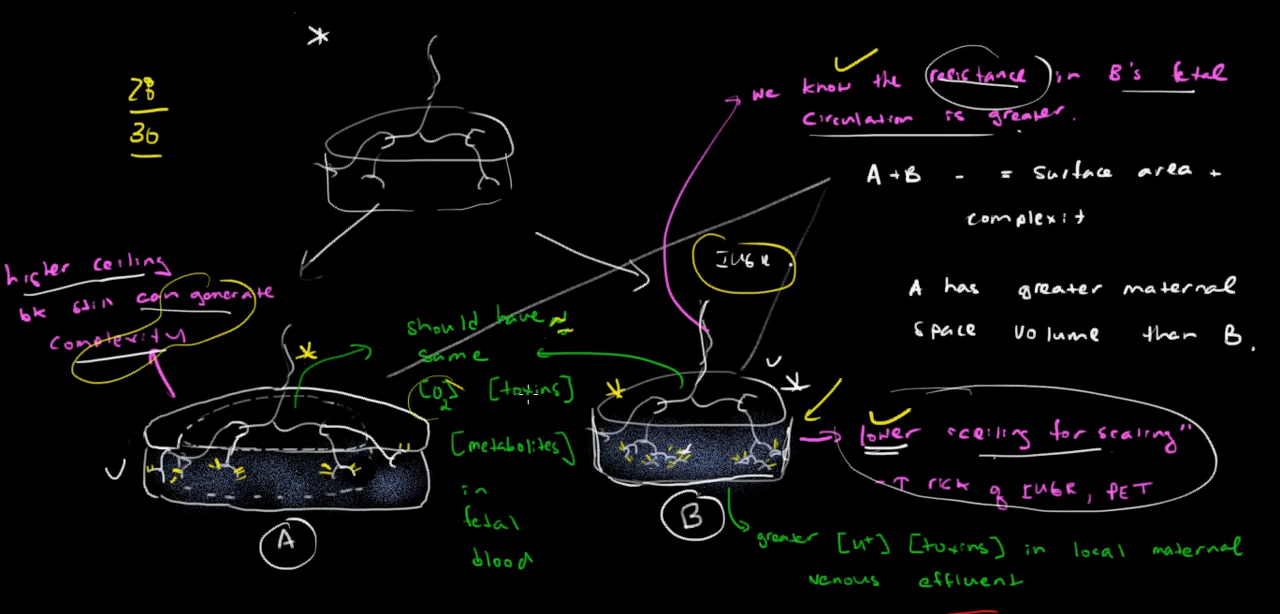 28
30
we know the resistance in B's fetal
circulation is greater.
A + B - = surface area +
complexit
IUGR
A has greater maternal
space volume than B.
higher ceiling
bk still can generate
complexity
should have ≈
same
[O2] [toxins]
[metabolites]
in
fetal
blood
lower "ceiling for scaling"
- ↑ risk of IUGR, PET
A
B
greater [H+] [toxins] in local maternal
venous effluent